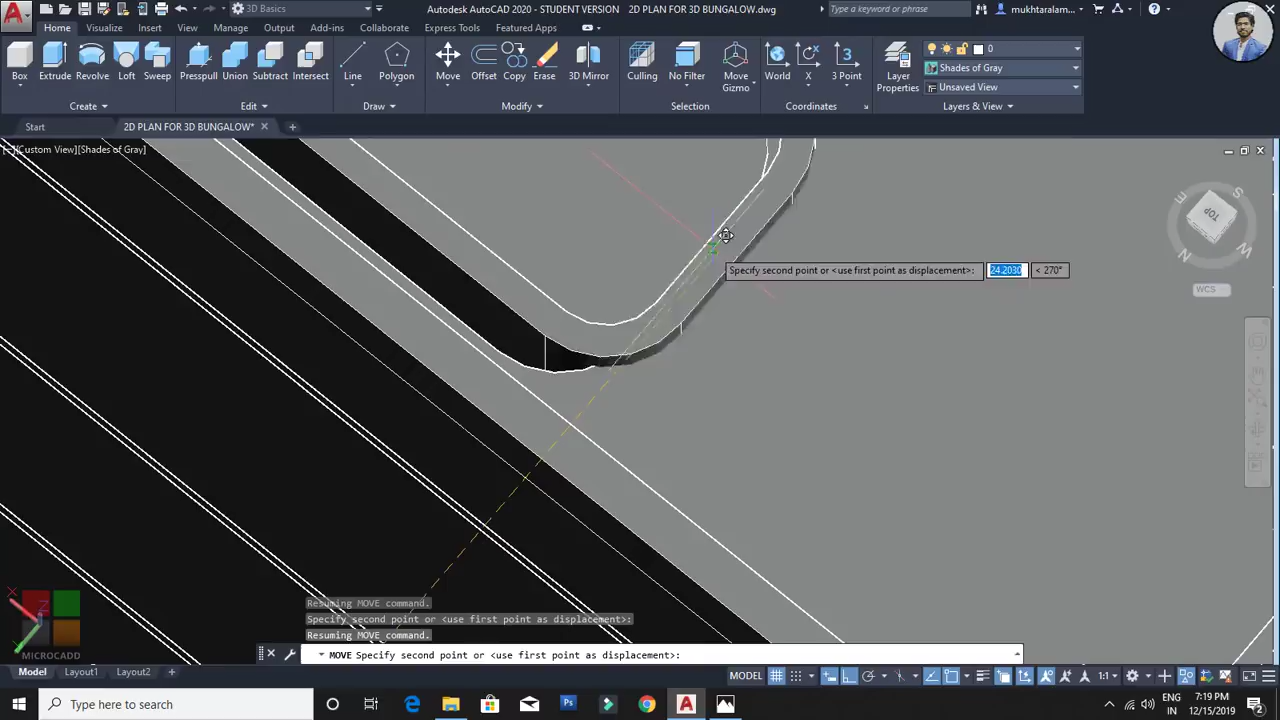 3D Basics
Autodesk AutoCAD 2020 - STUDENT VERSION 2D PLAN FOR 3D BUNGALOW.dwg
Type a keyword or phrase
mukhtaralam...
Home Visualize Insert View Manage Output Add-ins Collaborate Express Tools Featured Apps
Box Extrude Revolve Loft Sweep Presspull Union Subtract Intersect Line Polygon Move Offset Copy Erase 3D Mirror Culling No Filter Move Gizmo World X 3 Point Layer Properties
0
Shades of Gray
Unsaved View
Create Edit Draw Modify Selection Coordinates Layers & View
Start 2D PLAN FOR 3D BUNGALOW*
[−][Custom View][Shades of Gray]
E S TOP N W
WCS
Specify second point or <use first point as displacement>: 24.2030 < 270°
X Z
MICROCADD
Resuming MOVE command.
Specify second point or <use first point as displacement>:
Resuming MOVE command.
MOVE Specify second point or <use first point as displacement>:
Model Layout1 Layout2
MODEL 1:1
Type here to search
Ps
ENG
IN
7:19 PM
12/15/2019
2